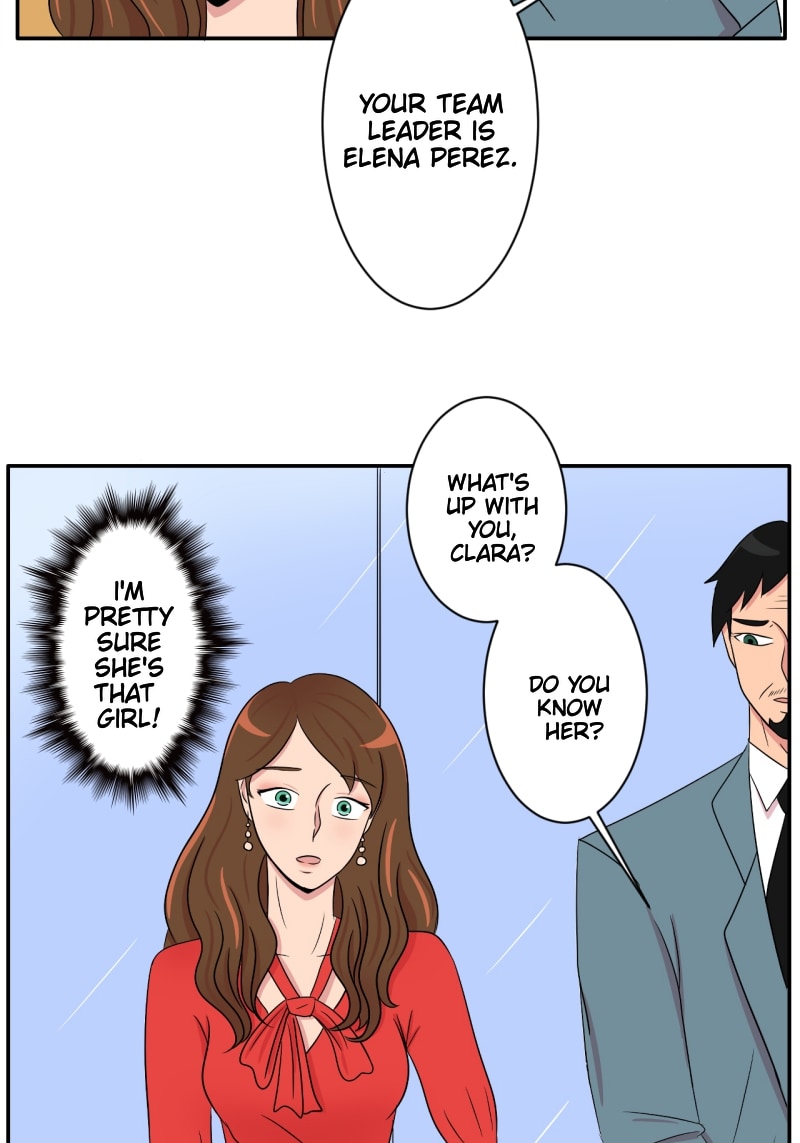 YOUR TEAM
LEADER IS
ELENA PEREZ.
WHAT'S
UP WITH
YOU,
CLARA?
I'M
PRETTY
SURE
SHE'S
THAT
GIRL!
DO YOU
KNOW
HER?